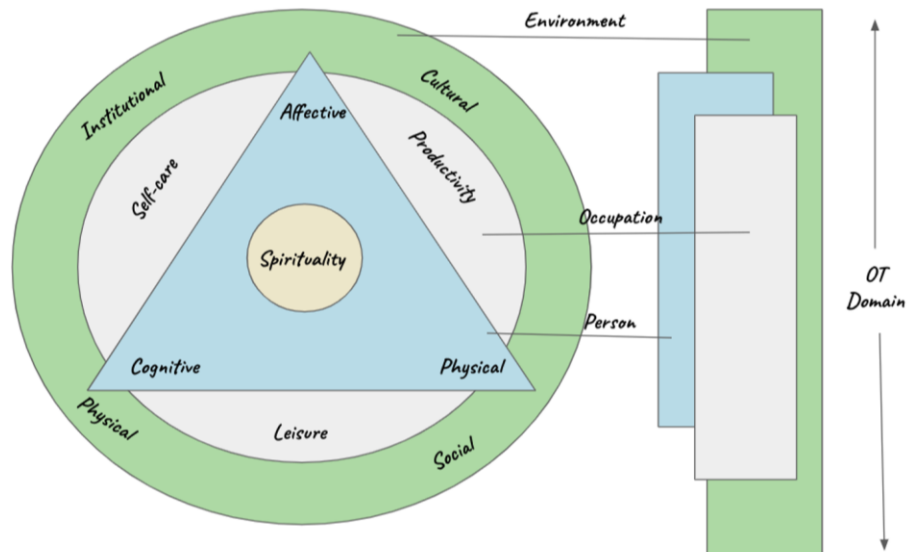 Environment
Institutional
Cultural
Affective
Self-care
Productivity
Occupation
Spirituality
OT
Domain
Person
Cognitive
Physical
Physical
Leisure
Social